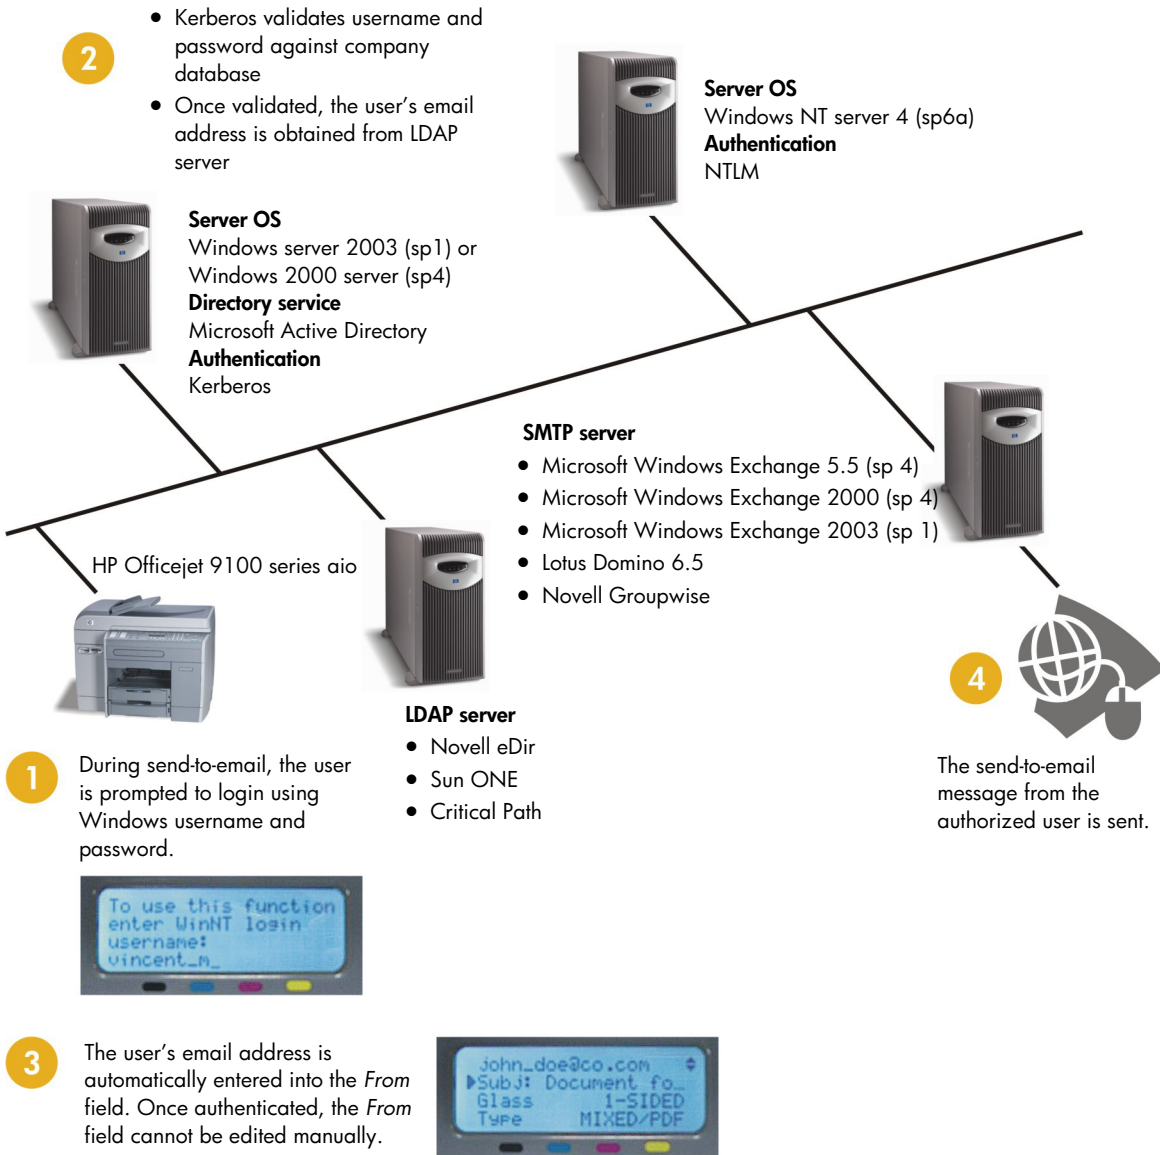 2
• Kerberos validates username and
password against company
database
• Once validated, the user's email
address is obtained from LDAP
server
Server OS
Windows NT server 4 (sp6a)
Authentication
NTLM
Server OS
Windows server 2003 (sp1) or
Windows 2000 server (sp4)
Directory service
Microsoft Active Directory
Authentication
Kerberos
SMTP server
• Microsoft Windows Exchange 5.5 (sp 4)
• Microsoft Windows Exchange 2000 (sp 4)
• Microsoft Windows Exchange 2003 (sp 1)
• Lotus Domino 6.5
• Novell Groupwise
HP Officejet 9100 series aio
LDAP server
• Novell eDir
• Sun ONE
• Critical Path
4
The send-to-email
message from the
authorized user is sent.
1
During send-to-email, the user
is prompted to login using
Windows username and
password.
To use this function
enter WinNT login
username:
vincent_m_
3
The user's email address is
automatically entered into the From
field. Once authenticated, the From
field cannot be edited manually.
john_doe@co.com
Subj: Document fo_
Glass 1-SIDED
Type MIXED/PDF